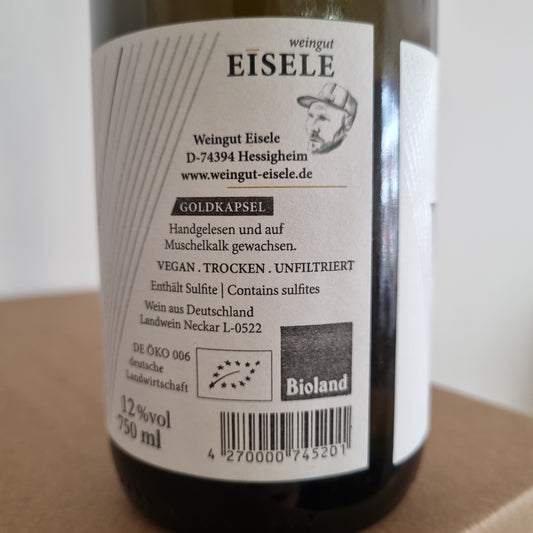 weingut
EISELE
Weingut Eisele
D-74394 Hessigheim
www.weingut-eisele.de
GOLDKAPSEL
Handgelesen und auf
Muschelkalk gewachsen.
VEGAN . TROCKEN . UNFILTRIERT
Enthält Sulfite | Contains sulfites
Wein aus Deutschland
Landwein Neckar L-0522
DE ÖKO 006
deutsche
Landwirtschaft
Bioland
12 %vol
750 ml
4 270000 745201